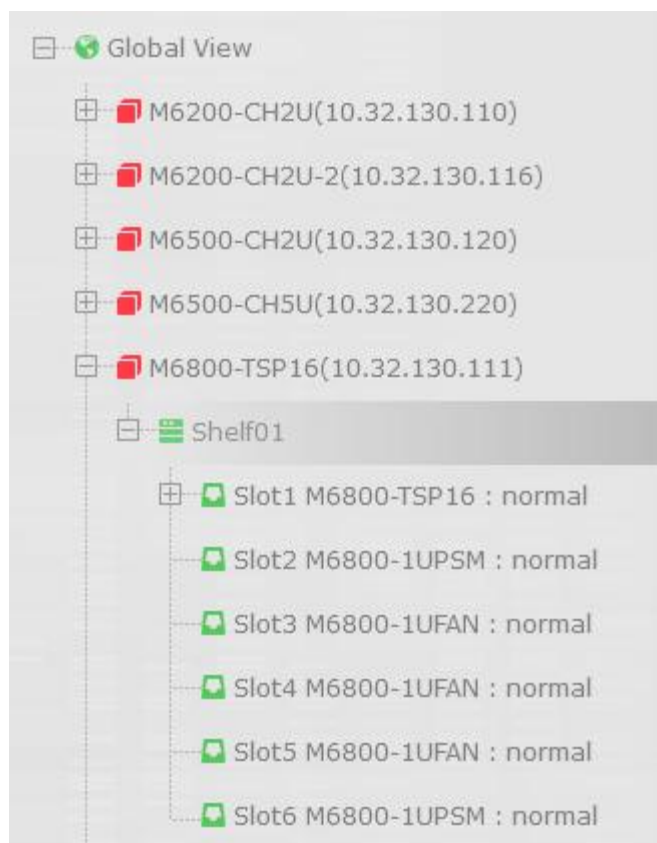 Global View
M6200-CH2U(10.32.130.110)
M6200-CH2U-2(10.32.130.116)
M6500-CH2U(10.32.130.120)
M6500-CH5U(10.32.130.220)
M6800-TSP16(10.32.130.111)
Shelf01
Slot1 M6800-TSP16 : normal
Slot2 M6800-1UPSM : normal
Slot3 M6800-1UFAN : normal
Slot4 M6800-1UFAN : normal
Slot5 M6800-1UFAN : normal
Slot6 M6800-1UPSM : normal